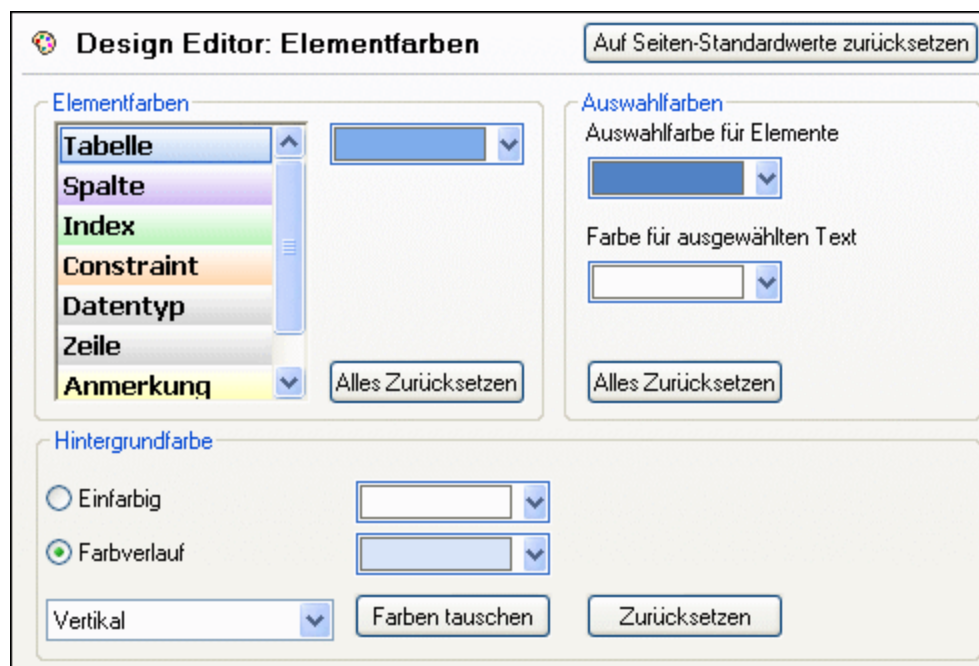 Design Editor: Elementfarben
Auf Seiten-Standardwerte zurücksetzen
Elementfarben
Tabelle
Spalte
Index
Constraint
Datentyp
Zeile
Anmerkung
Alles Zurücksetzen
Auswahlfarben
Auswahlfarbe für Elemente
Farbe für ausgewählten Text
Alles Zurücksetzen
Hintergrundfarbe
Einfarbig
Farbverlauf
Vertikal
Farben tauschen
Zurücksetzen